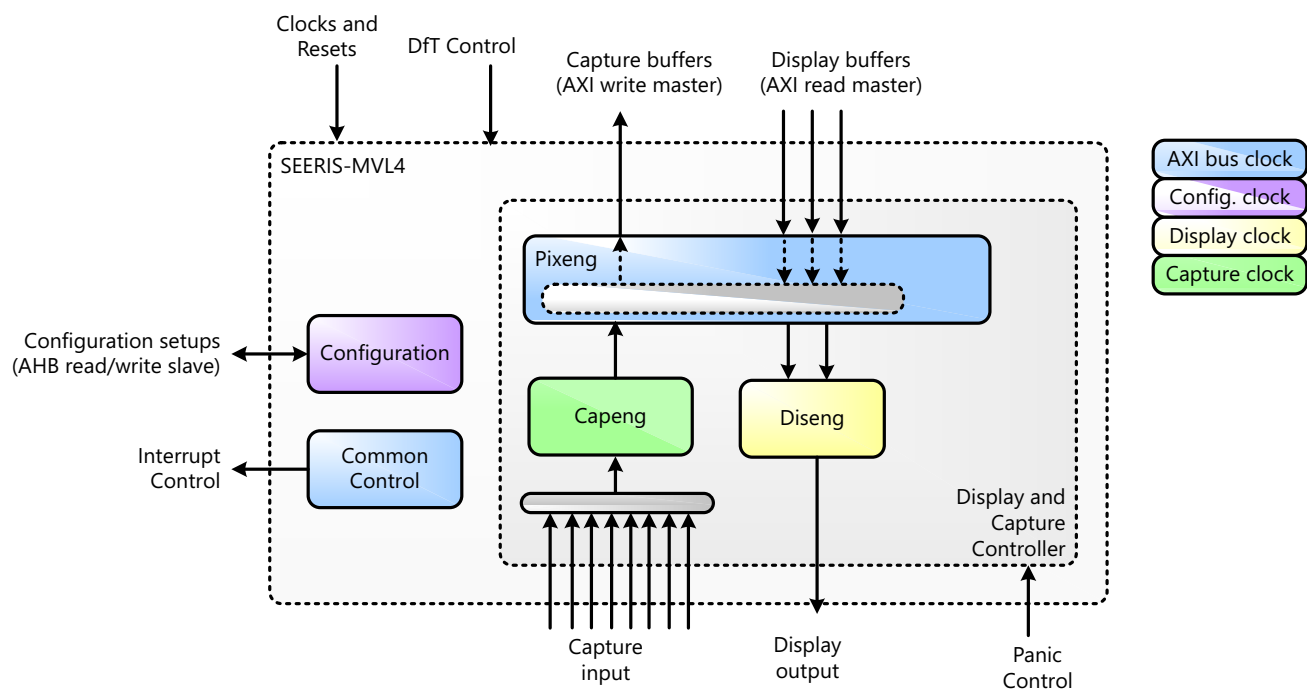 Clocks and
Resets
DfT Control
Capture buffers
(AXI write master)
Display buffers
(AXI read master)
SEERIS-MVL4
AXI bus clock
Config. clock
Display clock
Capture clock
Pixeng
Configuration setups
(AHB read/write slave)
Configuration
Capeng
Diseng
Interrupt
Control
Common
Control
Display and
Capture
Controller
Capture
input
Display
output
Panic
Control